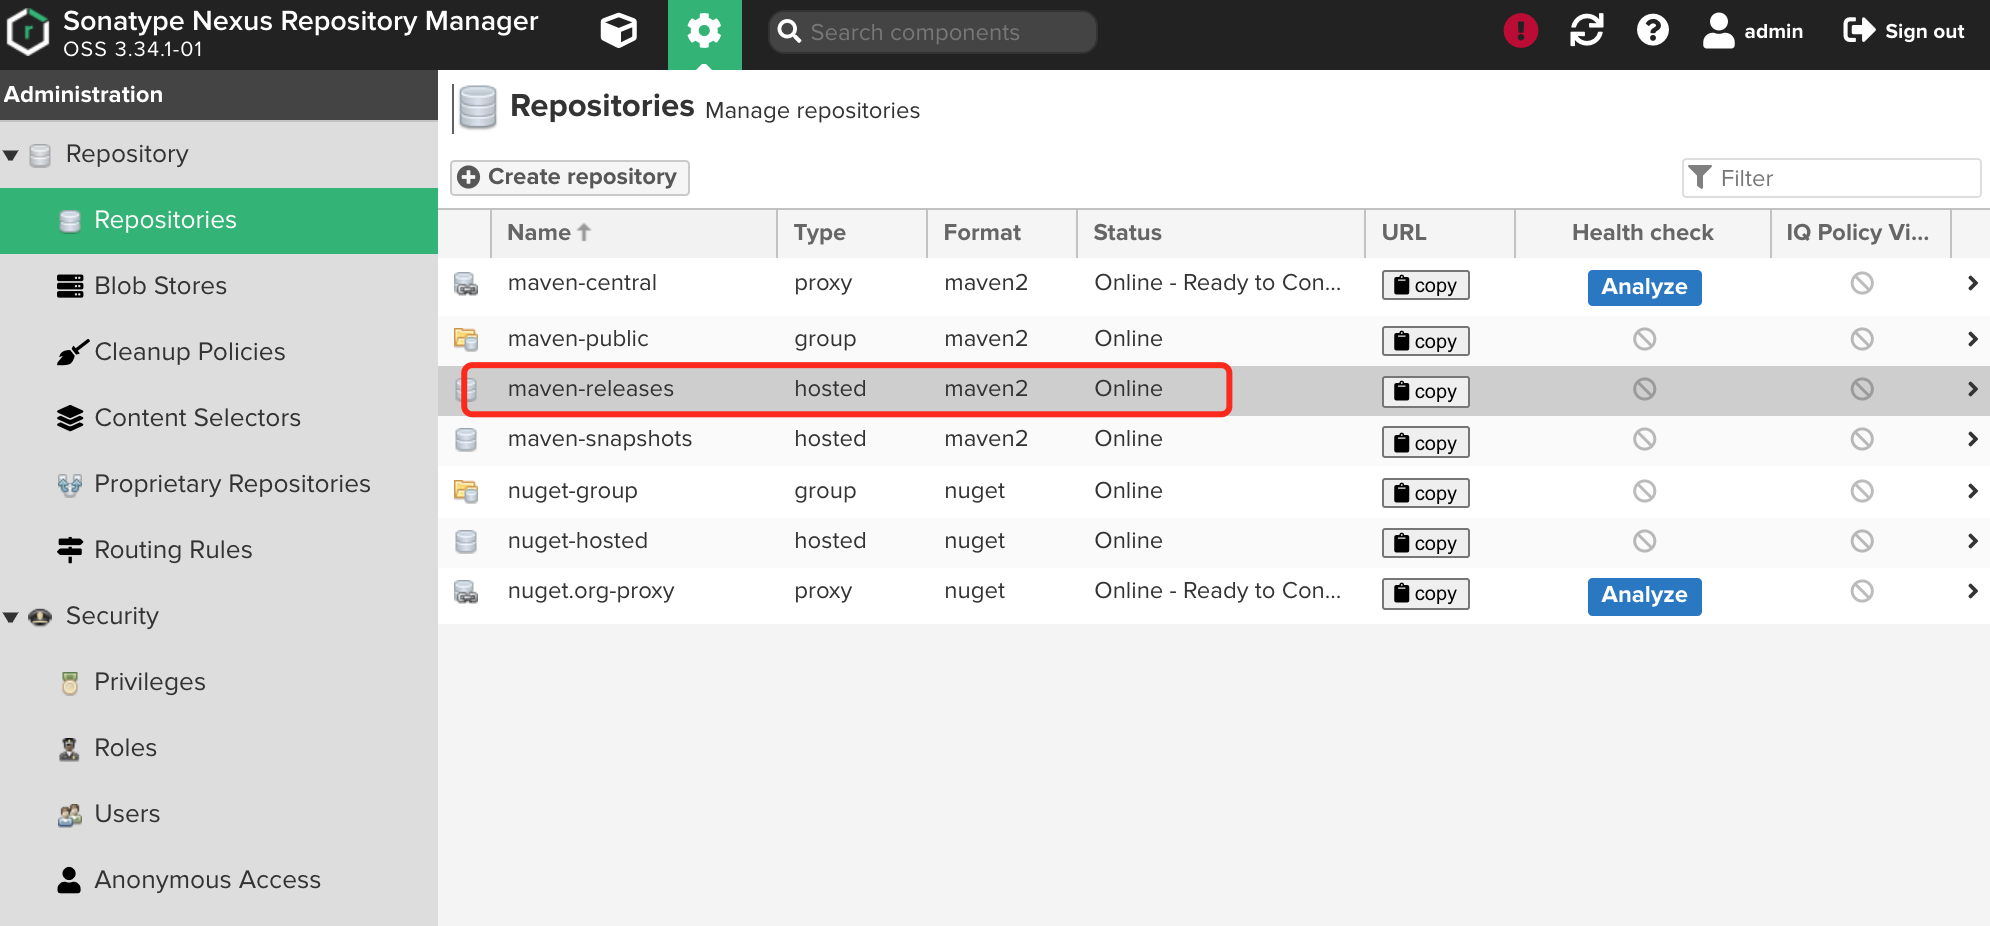 Sonatype Nexus Repository Manager
OSS 3.34.1-01
Search components
admin
Sign out
Administration
Repository
Repositories
Blob Stores
Cleanup Policies
Content Selectors
Proprietary Repositories
Routing Rules
Security
Privileges
Roles
Users
Anonymous Access
Repositories Manage repositories
Create repository
Filter
Name Type Format Status URL Health check IQ Policy Vi...
maven-central proxy maven2 Online - Ready to Con... copy Analyze
maven-public group maven2 Online copy
maven-releases hosted maven2 Online copy
maven-snapshots hosted maven2 Online copy
nuget-group group nuget Online copy
nuget-hosted hosted nuget Online copy
nuget.org-proxy proxy nuget Online - Ready to Con... copy Analyze